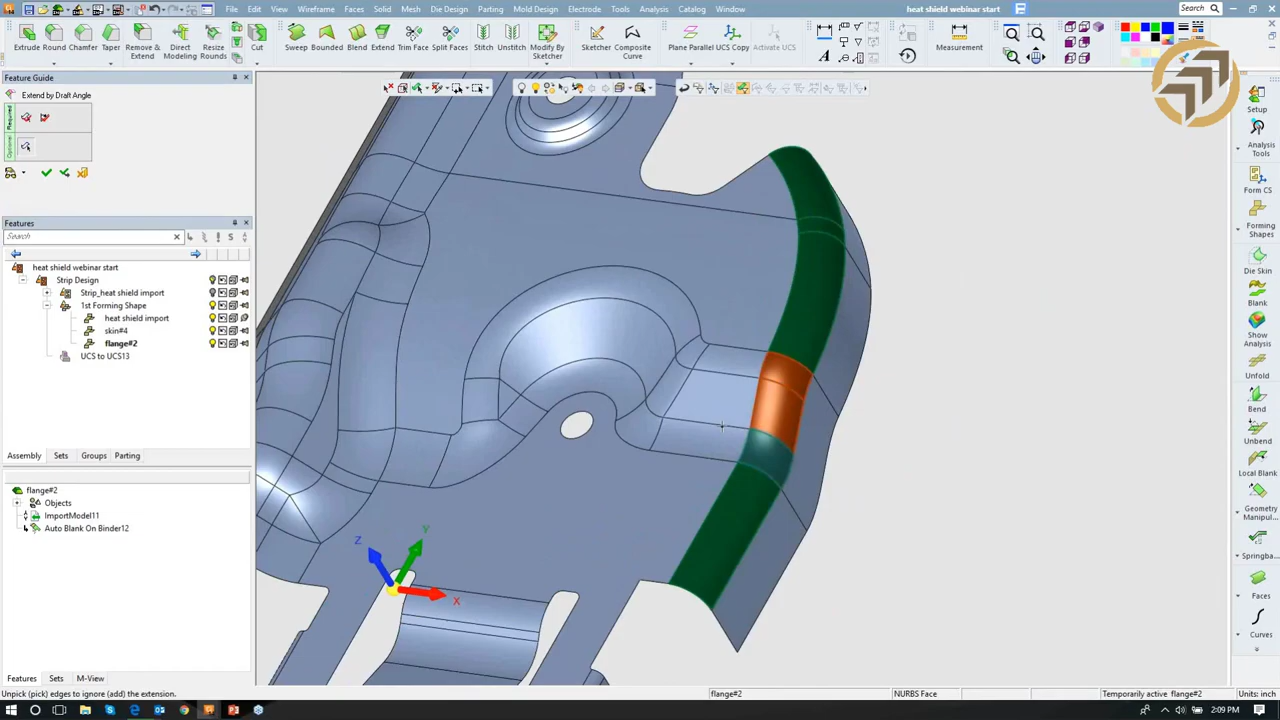 File Edit View Wireframe Faces Solid Mesh Die Design Parting Mold Design Electrode Tools Analysis Catalog Window
heat shield webinar start
Search
Extrude Round Chamfer Taper Remove & Extend Direct Modeling Resize Rounds Cut Sweep Bounded Blend Extend Trim Face Split Face Stitch Unstitch Modify By Sketcher Sketcher Composite Curve Plane Parallel UCS Copy Activate UCS Measurement
Feature Guide
Extend by Draft Angle
Required
Optional
Features
Search
heat shield webinar start
Strip Design
Strip_heat shield import
1st Forming Shape
heat shield import
skin#4
flange#2
UCS to UCS13
Assembly Sets Groups Parting
flange#2
Objects
ImportModel11
Auto Blank On Binder12
Features Sets M-View
Z
Y
X
Setup
Analysis Tools
Form CS
Forming Shapes
Die Skin
Blank
Show Analysis
Unfold
Bend
Unbend
Local Blank
Geometry Manipul...
Springba...
Faces
Curves
Unpick (pick) edges to ignore (add) the extension.
flange#2
NURBS Face
Temporarily active flange#2
Units: inch
2:09 PM